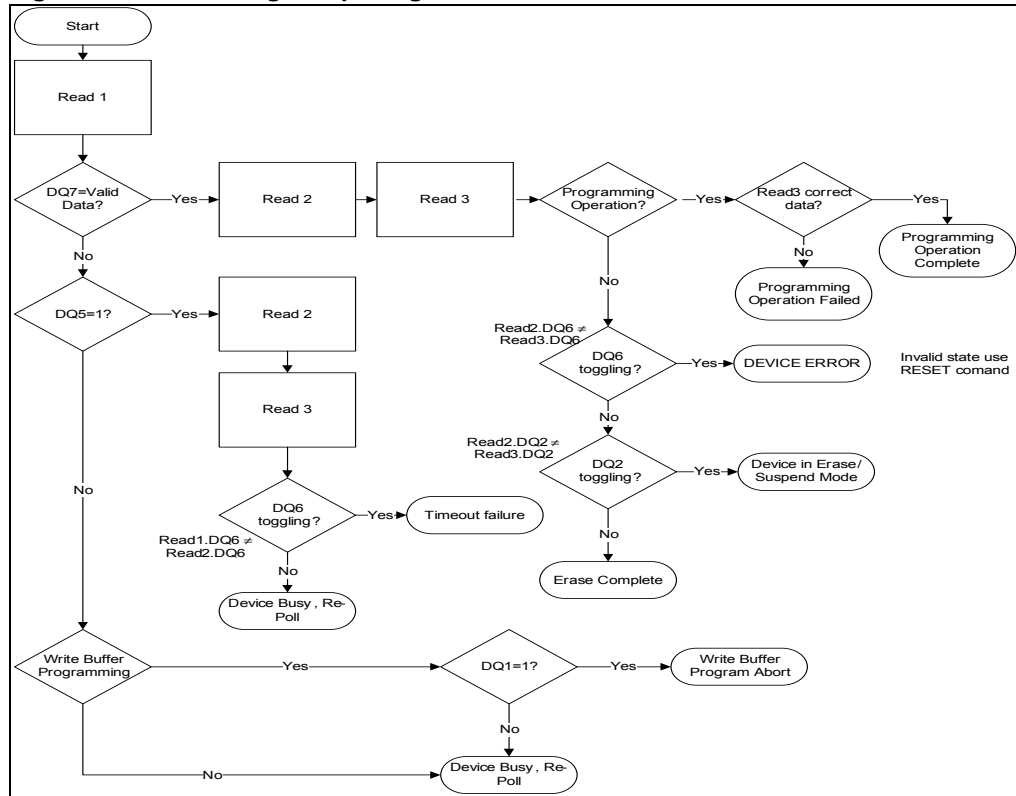 Start
Read 1
DQ7=Valid
Data?
Yes
Read 2
Read 3
Programming
Operation?
Yes
Read3 correct
data?
Yes
Programming
Operation
Complete
No
No
No
Programming
Operation Failed
DQ5=1?
Yes
Read 2
Read2.DQ6 ≠
Read3.DQ6
DQ6
toggling?
Yes
DEVICE ERROR
Invalid state use
RESET comand
Read 3
No
Read2.DQ2 ≠
Read3.DQ2
DQ2
toggling?
Yes
Device in Erase/
Suspend Mode
No
DQ6
toggling?
Yes
Timeout failure
Read1.DQ6 ≠
Read2.DQ6
No
No
Erase Complete
Device Busy, Re-
Poll
Write Buffer
Programming
Yes
DQ1=1?
Yes
Write Buffer
Program Abort
No
No
Device Busy, Re-
Poll